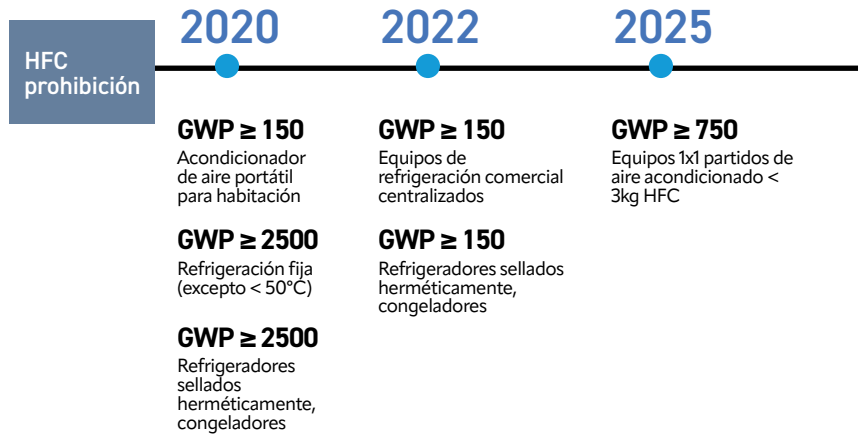 HFC
prohibición
2020
GWP ≥ 150
Acondicionador
de aire portátil
para habitación
GWP ≥ 2500
Refrigeración fija
(excepto < 50°C)
GWP ≥ 2500
Refrigeradores
sellados
herméticamente,
congeladores
2022
GWP ≥ 150
Equipos de
refrigeración comercial
centralizados
GWP ≥ 150
Refrigeradores sellados
herméticamente,
congeladores
2025
GWP ≥ 750
Equipos 1x1 partidos de
aire acondicionado <
3kg HFC